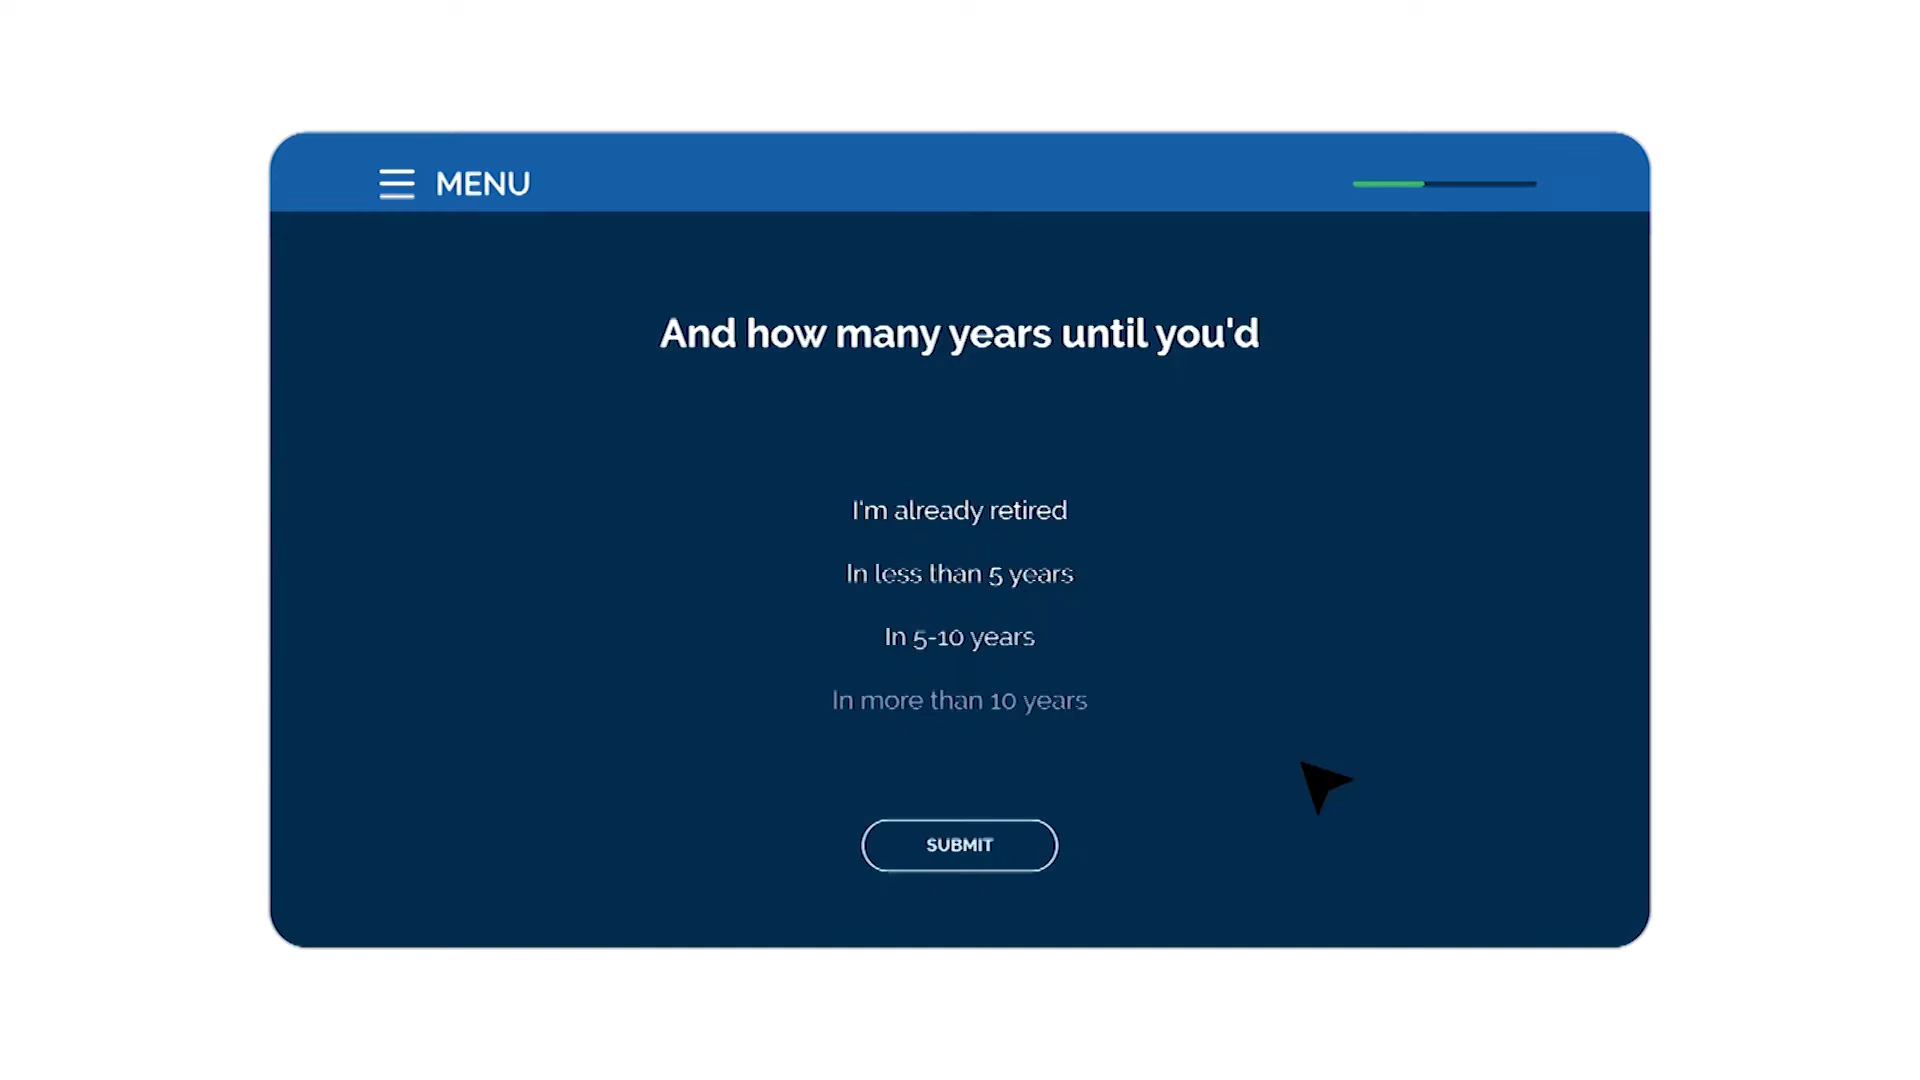 MENU
And how many years until you'd
I'm already retired
In less than 5 years
In 5-10 years
In more than 10 years
SUBMIT